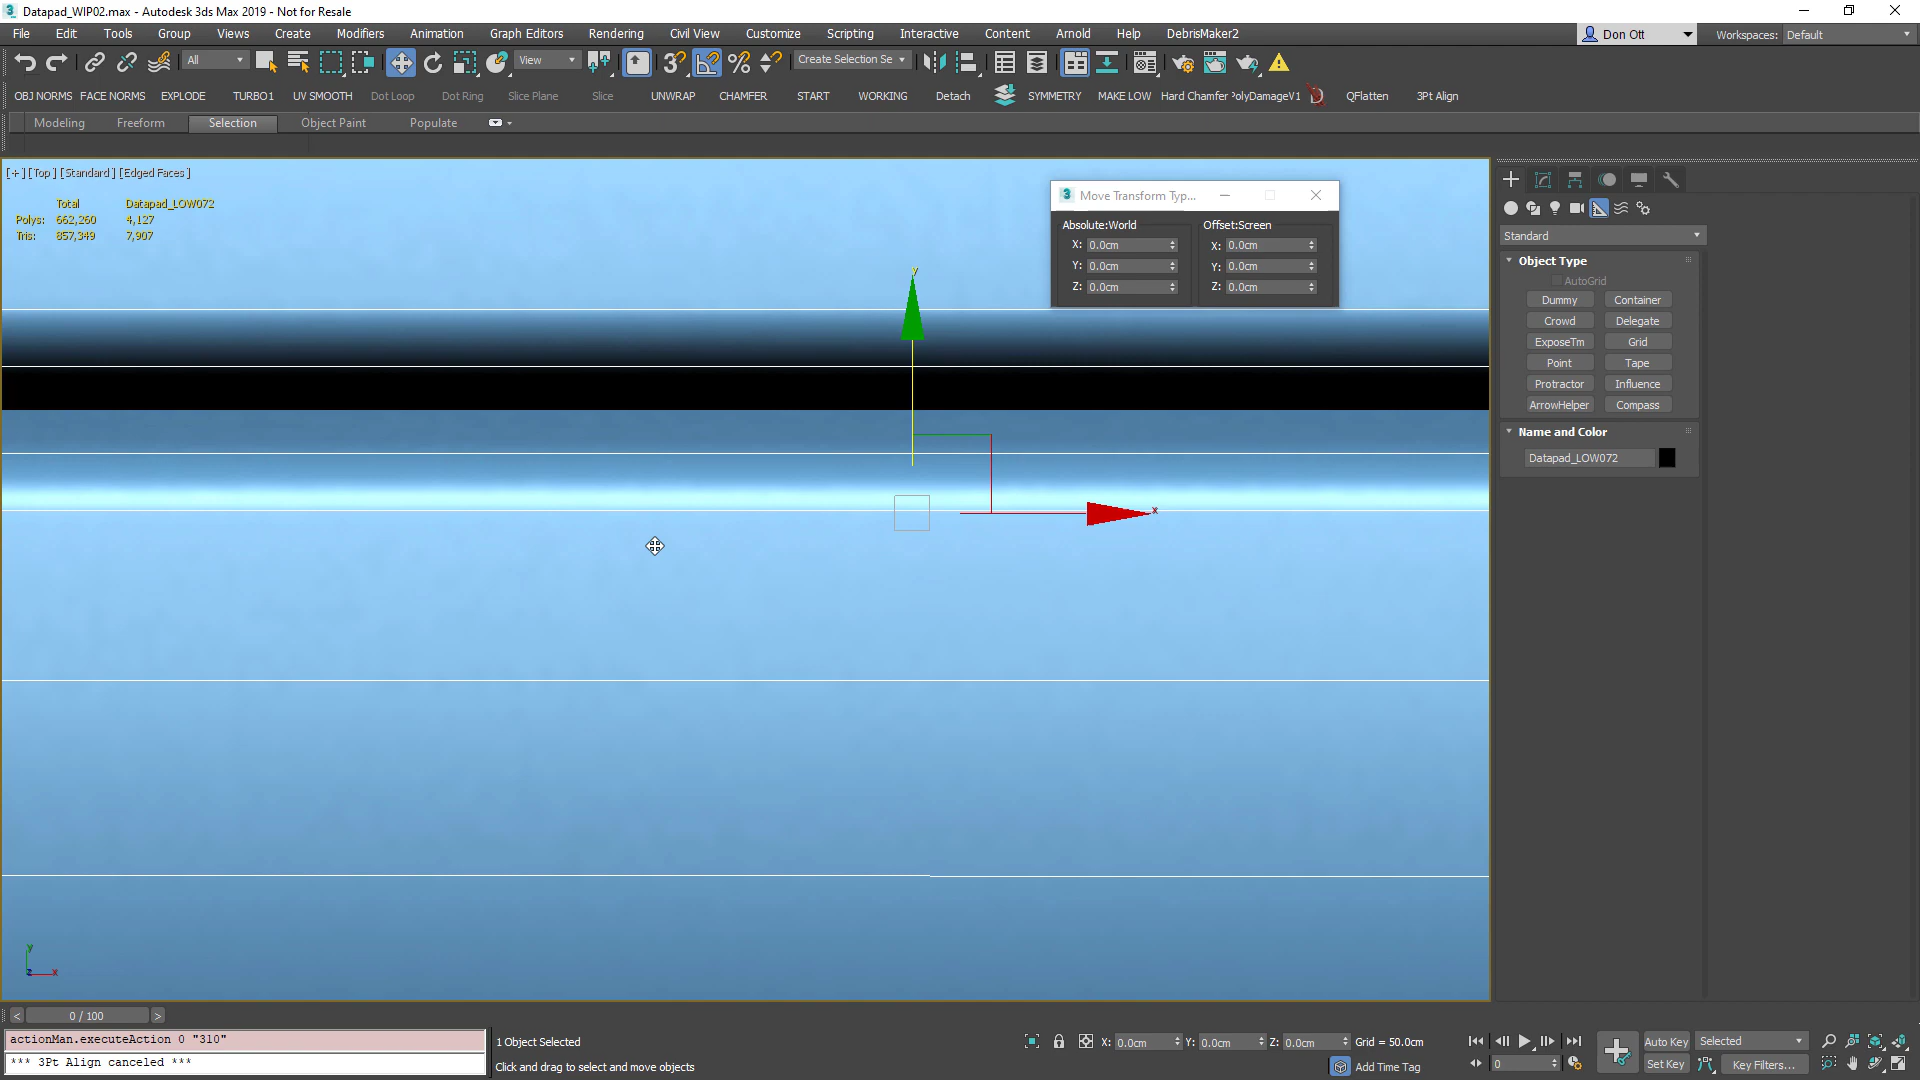 Datapad_WIP02.max - Autodesk 3ds Max 2019 - Not for Resale
File Edit Tools Group Views Create Modifiers Animation Graph Editors Rendering Civil View Customize Scripting Interactive Content Arnold Help DebrisMaker2 Don Ott Workspaces: Default
All View Create Selection Se
OBJ NORMS FACE NORMS EXPLODE TURBO1 UV SMOOTH Dot Loop Dot Ring Slice Plane Slice UNWRAP CHAMFER START WORKING Detach SYMMETRY MAKE LOW Hard Chamfer PolyDamageV1 QFlatten 3Pt Align
Modeling Freeform Selection Object Paint Populate
[+] [Top] [Standard] [Edged Faces]
Total Datapad_LOW072
Polys: 662,260 4,127
Tris: 857,349 7,907
Move Transform Typ...
Absolute:World Offset:Screen
X: 0.0cm X: 0.0cm
Y: 0.0cm Y: 0.0cm
Z: 0.0cm Z: 0.0cm
y
x
Standard
Object Type
AutoGrid
Dummy Container
Crowd Delegate
ExposeTm Grid
Point Tape
Protractor Influence
ArrowHelper Compass
Name and Color
Datapad_LOW072
y
z x
< 0 / 100 >
actionMan.executeAction 0 "310"
*** 3Pt Align canceled ***
1 Object Selected
Click and drag to select and move objects
X: 0.0cm Y: 0.0cm Z: 0.0cm Grid = 50.0cm
Add Time Tag
0
Auto Key Selected
Set Key Key Filters...